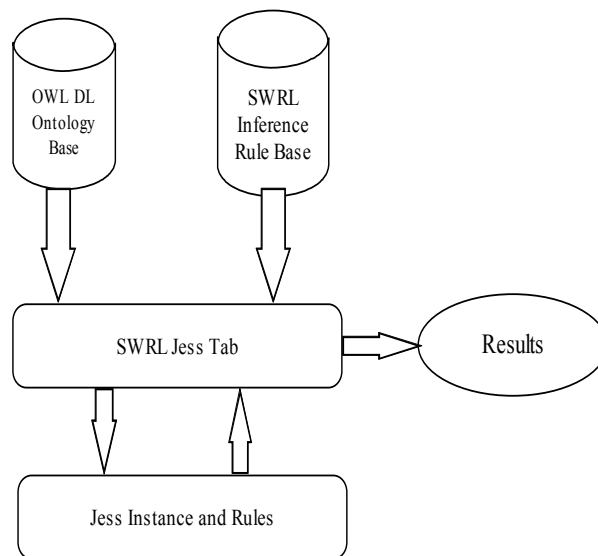 OWL DL
Ontology
Base
SWRL
Inference
Rule Base
SWRL Jess Tab
Results
Jess Instance and Rules